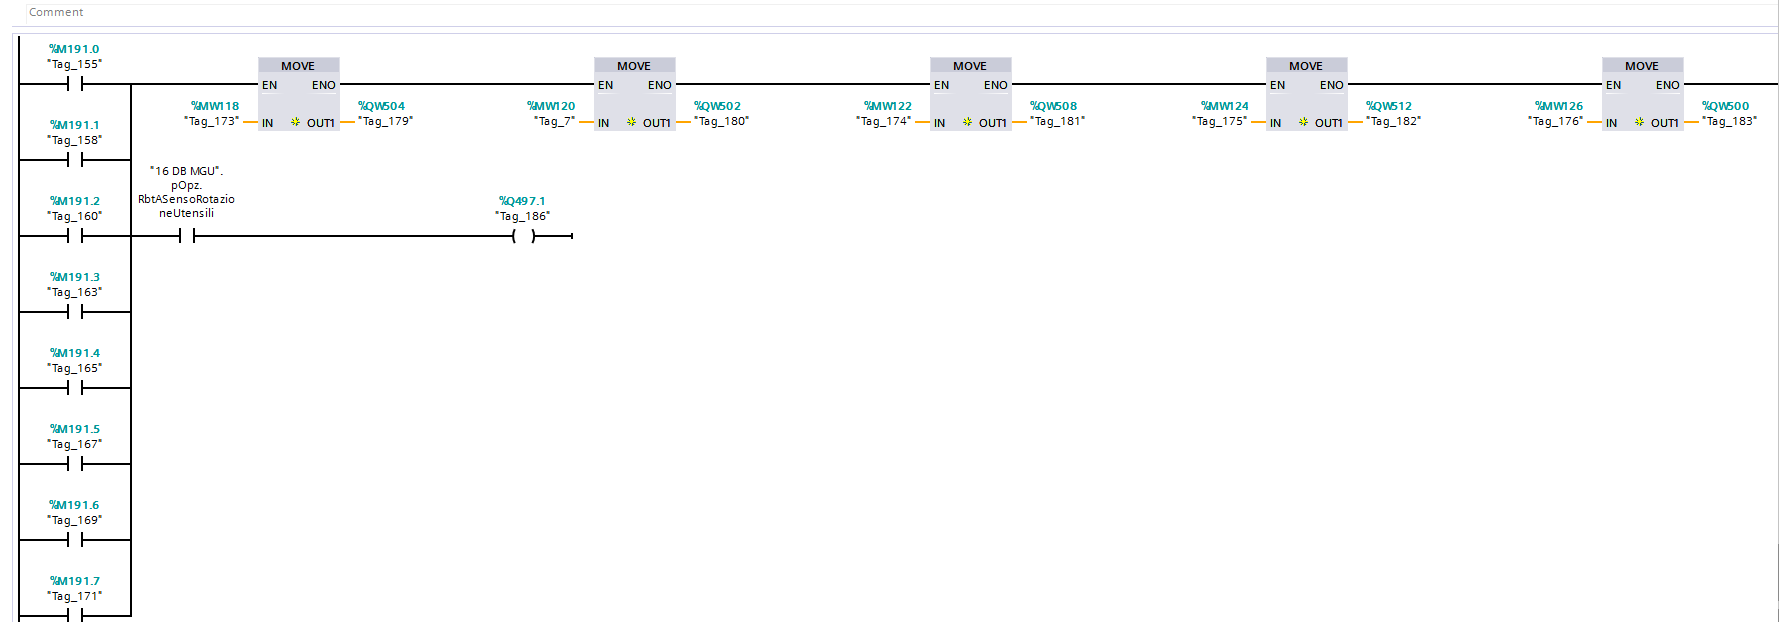 Comment
%M191.0
"Tag_155"
MOVE
EN ENO
%MW118
"Tag_173"
IN OUT1
%QW504
"Tag_179"
MOVE
EN ENO
%MW120
"Tag_7"
IN OUT1
%QW502
"Tag_180"
MOVE
EN ENO
%MW122
"Tag_174"
IN OUT1
%QW508
"Tag_181"
MOVE
EN ENO
%MW124
"Tag_175"
IN OUT1
%QW512
"Tag_182"
MOVE
EN ENO
%MW126
"Tag_176"
IN OUT1
%QW500
"Tag_183"
%M191.1
"Tag_158"
%M191.2
"Tag_160"
"16 DB MGU".
pOpz.
RbtASensoRotazio
neUtensili
%Q497.1
"Tag_186"
%M191.3
"Tag_163"
%M191.4
"Tag_165"
%M191.5
"Tag_167"
%M191.6
"Tag_169"
%M191.7
"Tag_171"